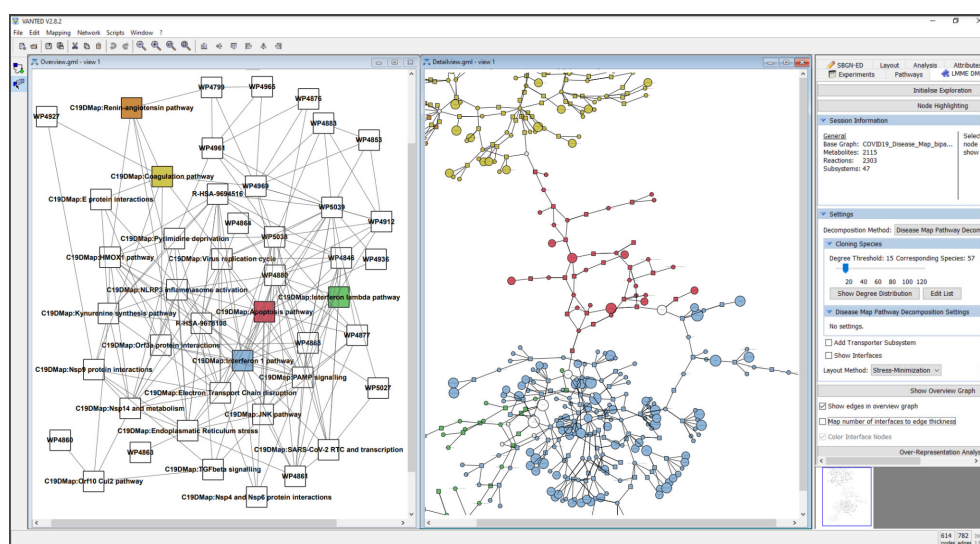 VANTED V2.8.2
File Edit Mapping Network Scripts Window ?
Overview.gml - view 1
WP4799
WP4965
C19DMap:Renin-angiotensin pathway
WP4876
WP4927
WP4883
WP4853
WP4961
C19DMap:Coagulation pathway
WP4969
R-HSA-9694516
C19DMap:E protein interactions
WP5039
WP4864
WP4912
C19DMap:Pyrimidine deprivation
WP5038
C19DMap:HMOX1 pathway
C19DMap:Virus replication cycle
WP4846
WP4936
WP4880
C19DMap:NLRP3 inflammasome activation
C19DMap:Interferon lambda pathway
C19DMap:Kynurenine synthesis pathway
C19DMap:Apoptosis pathway
R-HSA-9678108
C19DMap:Orf3a protein interactions
WP4868
WP4877
C19DMap:Interferon 1 pathway
C19DMap:Nsp9 protein interactions
C19DMap:PAMP signalling
WP5027
C19DMap:Electron Transport Chain disruption
C19DMap:Nsp14 and metabolism
C19DMap:JNK pathway
C19DMap:Endoplasmatic Reticulum stress
WP4860
WP4863
C19DMap:SARS-CoV-2 RTC and transcription
C19DMap:TGFbeta signalling
WP4861
C19DMap:Orf10 Cul2 pathway
C19DMap:Nsp4 and Nsp6 protein interactions
Detailview.gml - view 1
SBGN-ED Layout Analysis Attributes
Experiments Pathways LMME DM
Initialise Exploration
Node Highlighting
Session Information
General
Base Graph: COVID19_Disease_Map_bipa...
Metabolites: 2115
Reactions: 2303
Subsystems: 47
Select
node
show
Settings
Decomposition Method: Disease Map Pathway Decom
Cloning Species
Degree Threshold: 15 Corresponding Species: 57
20 40 60 80 100 120
Show Degree Distribution Edit List
Disease Map Pathway Decomposition Settings
No settings.
Add Transporter Subsystem
Show Interfaces
Layout Method: Stress-Minimization
Show Overview Graph
Show edges in overview graph
Map number of interfaces to edge thickness
Color Interface Nodes
Over-Representation Analys
614 782
nodes edges